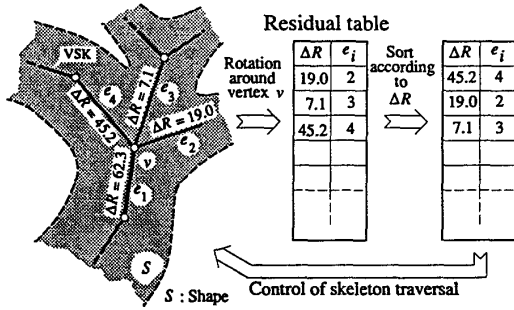 Residual table
VSK
ΔR = 7.1
e3
e4
ΔR = 45.2
ΔR = 19.0
e2
v
ΔR = 62.3
e1
S
S : Shape
Rotation
around
vertex v
ΔR ei
19.0 2
7.1 3
45.2 4
Sort
according
to
ΔR
ΔR ei
45.2 4
19.0 2
7.1 3
Control of skeleton traversal